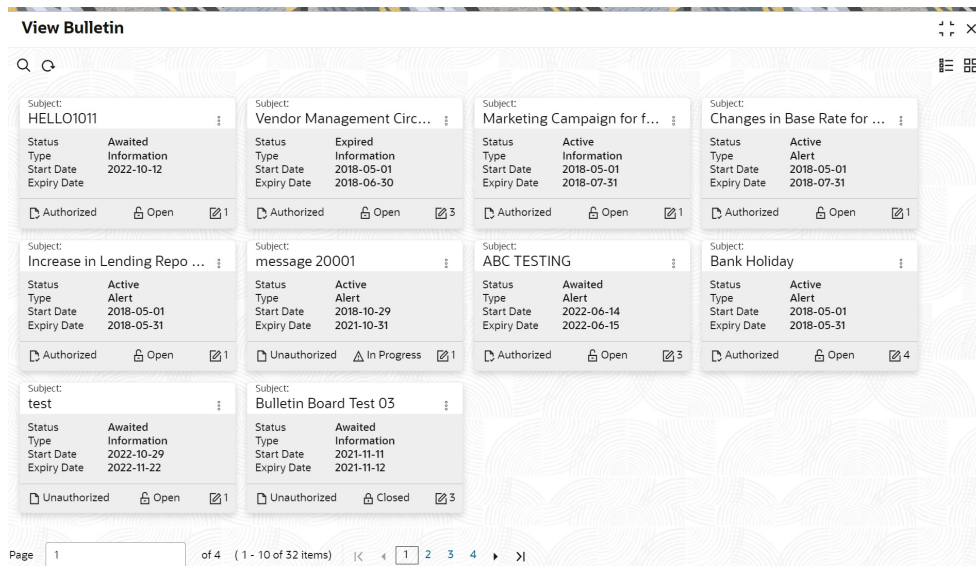 View Bulletin
Subject:
HELLO1011
Status Awaited
Type Information
Start Date 2022-10-12
Expiry Date
Authorized Open 1
Subject:
Vendor Management Circ...
Status Expired
Type Information
Start Date 2018-05-01
Expiry Date 2018-06-30
Authorized Open 3
Subject:
Marketing Campaign for f...
Status Active
Type Information
Start Date 2018-05-01
Expiry Date 2018-07-31
Authorized Open 1
Subject:
Changes in Base Rate for ...
Status Active
Type Alert
Start Date 2018-05-01
Expiry Date 2018-07-31
Authorized Open 1
Subject:
Increase in Lending Repo ...
Status Active
Type Alert
Start Date 2018-05-01
Expiry Date 2018-05-31
Authorized Open 1
Subject:
message 20001
Status Active
Type Alert
Start Date 2018-10-29
Expiry Date 2021-10-31
Unauthorized In Progress 1
Subject:
ABC TESTING
Status Awaited
Type Alert
Start Date 2022-06-14
Expiry Date 2022-06-15
Authorized Open 3
Subject:
Bank Holiday
Status Active
Type Alert
Start Date 2018-05-01
Expiry Date 2018-05-31
Authorized Open 4
Subject:
test
Status Awaited
Type Information
Start Date 2022-10-29
Expiry Date 2022-11-22
Unauthorized Open 1
Subject:
Bulletin Board Test 03
Status Awaited
Type Information
Start Date 2021-11-11
Expiry Date 2021-11-12
Unauthorized Closed 3
Page 1 of 4 (1 - 10 of 32 items) 1 2 3 4